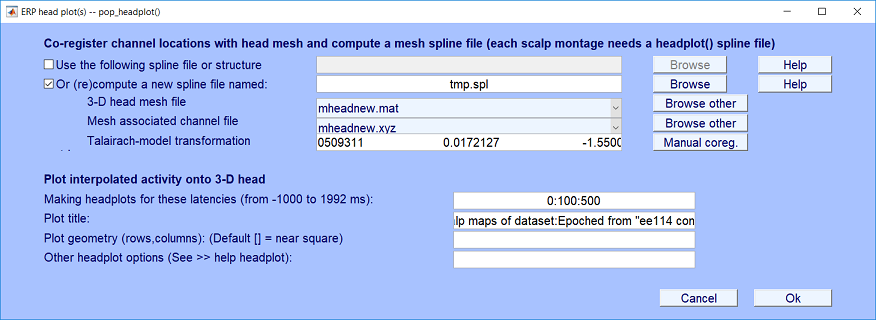 ERP head plot(s) -- pop_headplot()
Co-register channel locations with head mesh and compute a mesh spline file (each scalp montage needs a headplot() spline file)
Use the following spline file or structure Browse Help
Or (re)compute a new spline file named: tmp.spl Browse Help
3-D head mesh file mheadnew.mat Browse other
Mesh associated channel file mheadnew.xyz Browse other
Talairach-model transformation 0509311 0.0172127 -1.5500 Manual coreg.
Plot interpolated activity onto 3-D head
Making headplots for these latencies (from -1000 to 1992 ms): 0:100:500
Plot title: lp maps of dataset:Epoched from "ee114 con
Plot geometry (rows,columns): (Default [] = near square)
Other headplot options (See >> help headplot):
Cancel Ok